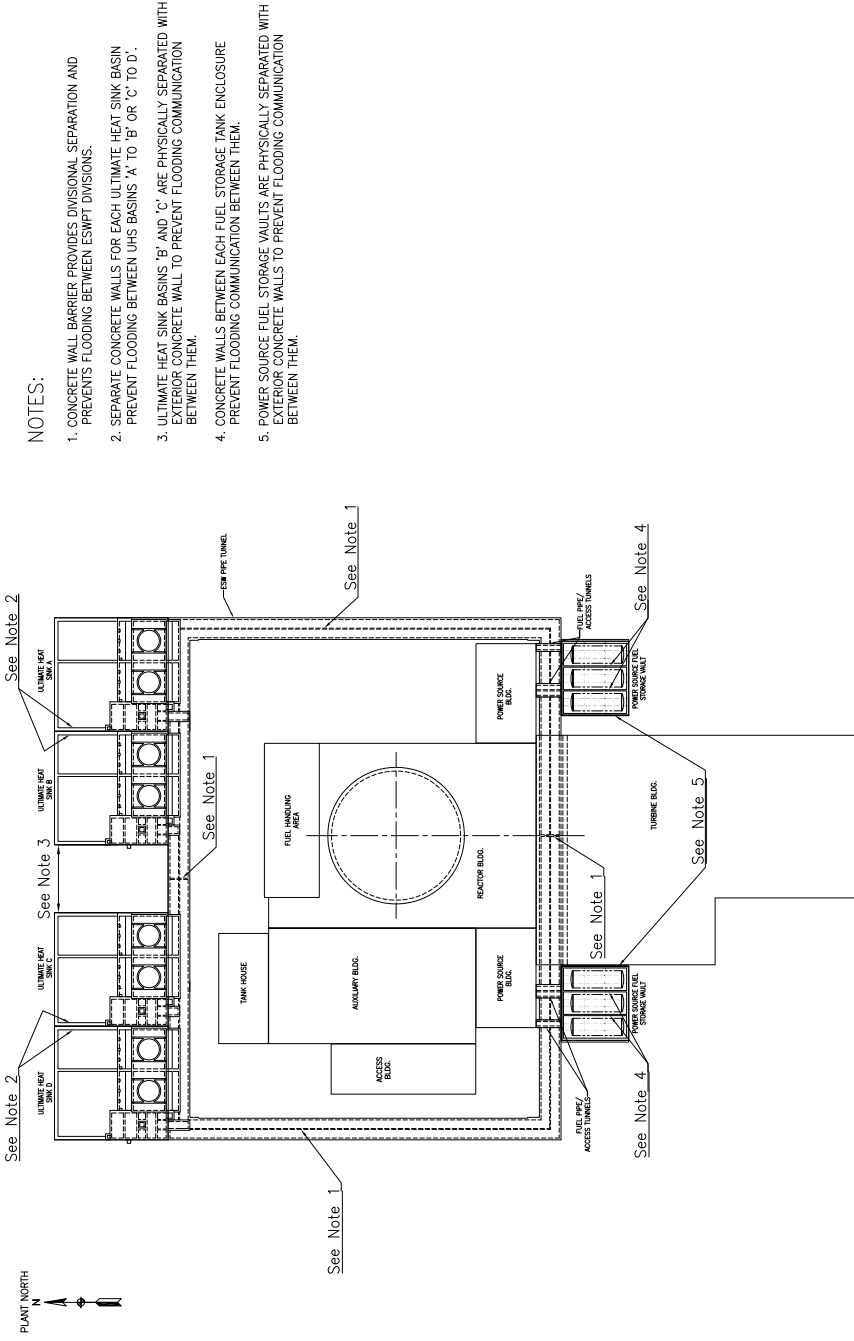 PLANT NORTH
N
See Note 2
See Note 3
See Note 2
ULTIMATE HEAT
SINK D
ULTIMATE HEAT
SINK C
ULTIMATE HEAT
SINK B
ULTIMATE HEAT
SINK A
ESW PIPE TUNNEL
See Note 1
See Note 1
See Note 1
TANK HOUSE
FUEL HANDLING
AREA
AUXILIARY BLDG.
ACCESS
BLDG.
REACTOR BLDG.
POWER SOURCE
BLDG.
POWER SOURCE
BLDG.
FUEL PIPE/
ACCESS TUNNELS
FUEL PIPE/
ACCESS TUNNELS
See Note 1
POWER SOURCE FUEL
STORAGE VAULT
POWER SOURCE FUEL
STORAGE VAULT
See Note 4
See Note 4
TURBINE BLDG.
See Note 5
NOTES:
1. CONCRETE WALL BARRIER PROVIDES DIVISIONAL SEPARATION AND
PREVENTS FLOODING BETWEEN ESWPT DIVISIONS.
2. SEPARATE CONCRETE WALLS FOR EACH ULTIMATE HEAT SINK BASIN
PREVENT FLOODING BETWEEN UHS BASINS 'A' TO 'B' OR 'C' TO D'.
3. ULTIMATE HEAT SINK BASINS 'B' AND 'C' ARE PHYSICALLY SEPARATED WITH
EXTERIOR CONCRETE WALL TO PREVENT FLOODING COMMUNICATION
BETWEEN THEM.
4. CONCRETE WALLS BETWEEN EACH FUEL STORAGE TANK ENCLOSURE
PREVENT FLOODING COMMUNICATION BETWEEN THEM.
5. POWER SOURCE FUEL STORAGE VAULTS ARE PHYSICALLY SEPARATED WITH
EXTERIOR CONCRETE WALLS TO PREVENT FLOODING COMMUNICATION
BETWEEN THEM.